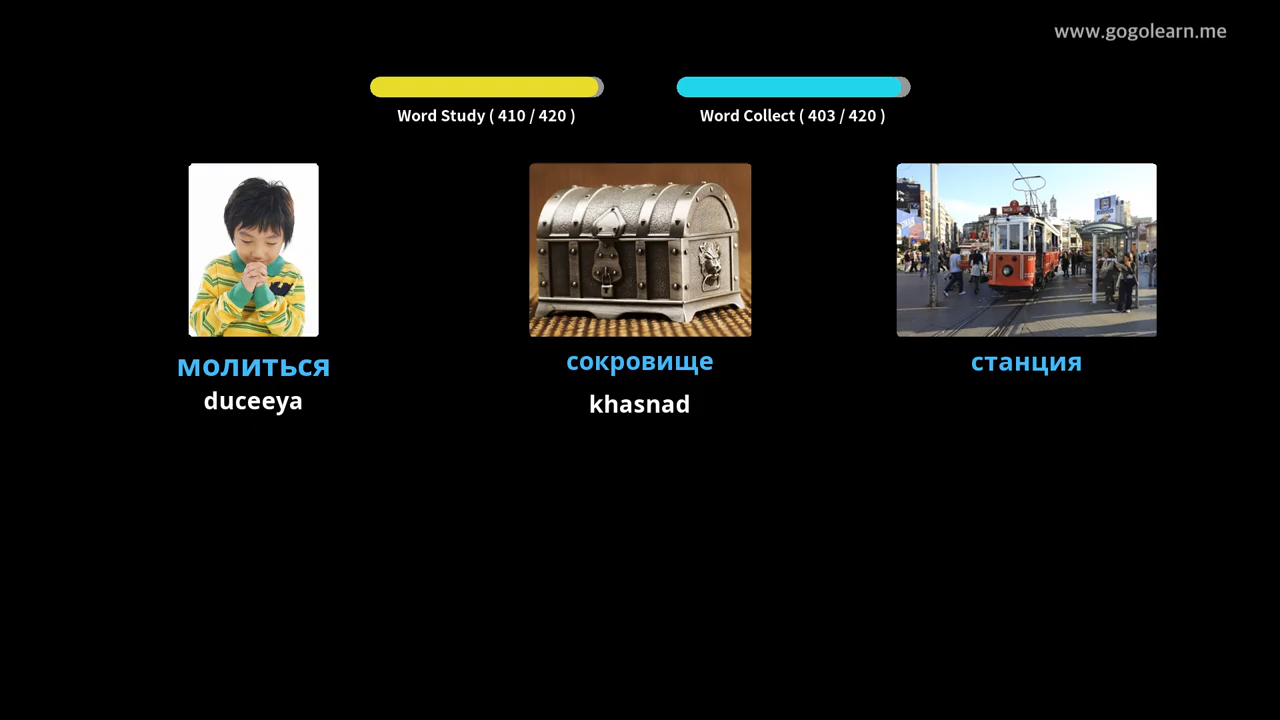 www.gogolearn.me
Word Study ( 410 / 420 )
Word Collect ( 403 / 420 )
молиться
сокровище
станция
duceeya
khasnad